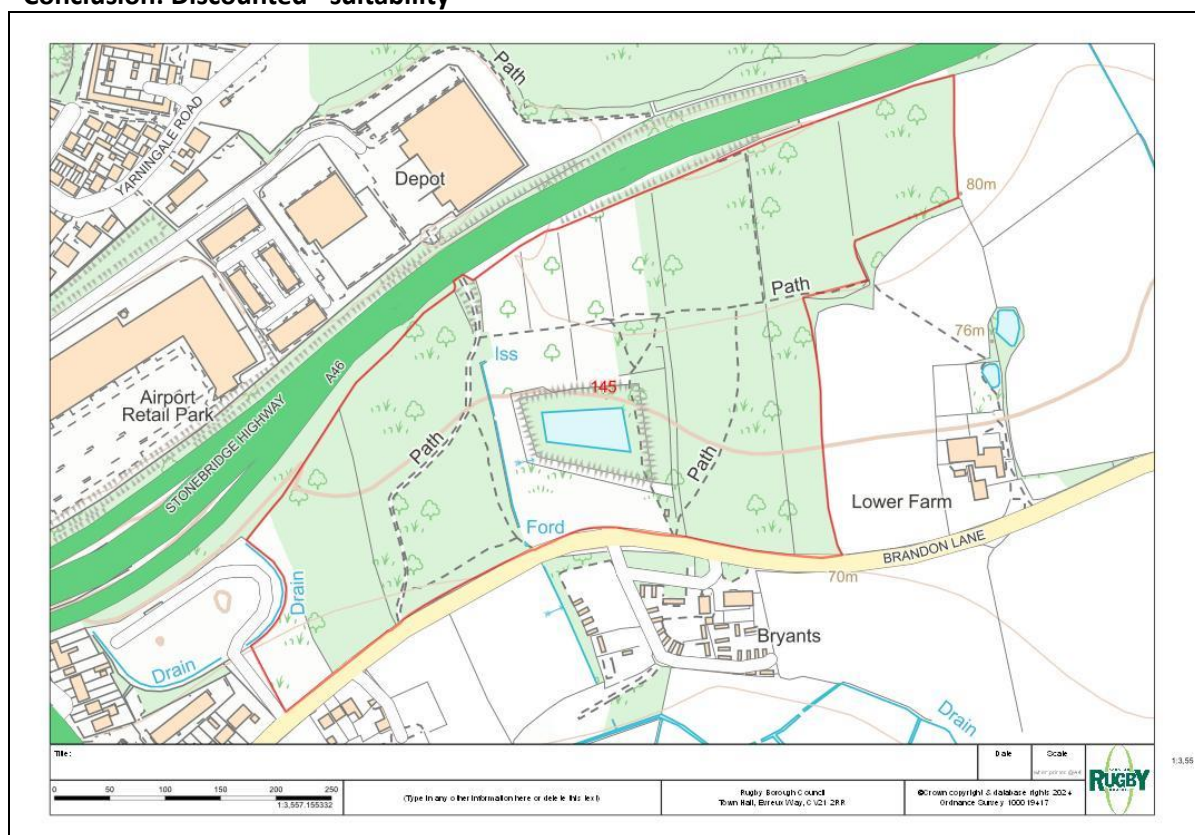 Conclusion: Discounted - suitability
Path
YARNINGALE ROAD
Depot
80m
Path
Iss
76m
145
A46
Airport
Retail Park
STONEBRIDGE HIGHWAY
Path
Path
Lower Farm
Ford
BRANDON LANE
70m
Drain
Bryants
Drain
Drain
Title:
Date
Scale
0 50 100 150 200 250
1:3,557.155332
(Type in any other information here or delete this text)
Rugby Borough Council
Town Hall, Evreux Way, CV21 2RR
©Crown copyright & database rights 2024
Ordnance Survey 100019417
RUGBY
1:3,55